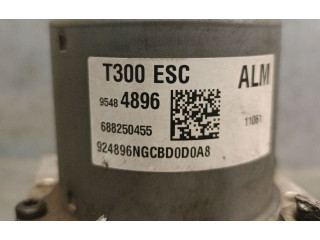 T300 ESC ALM
9548 4896
688250455 11061
924896NGCBD0D0A8